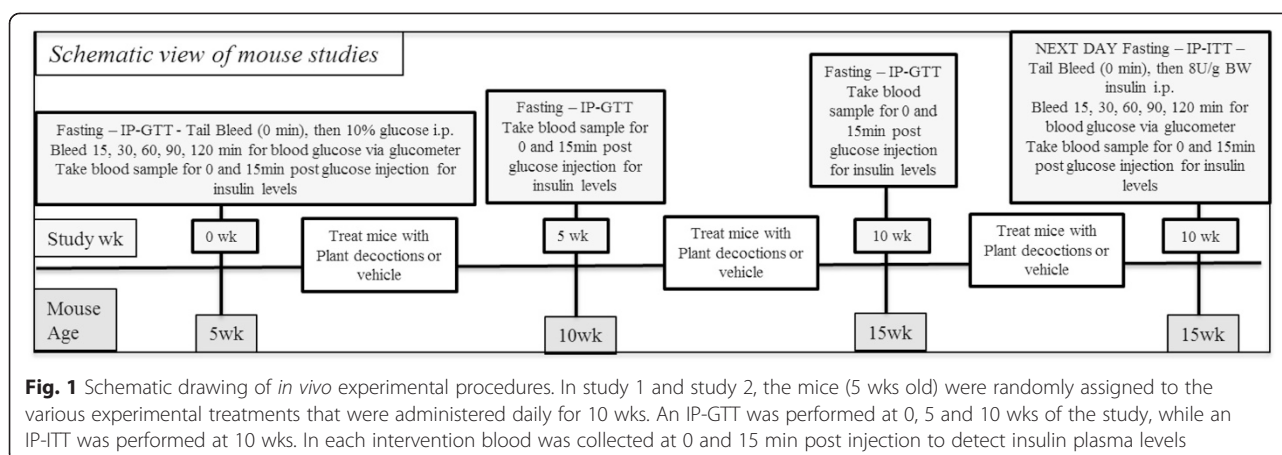 Schematic view of mouse studies
Fasting – IP-GTT - Tail Bleed (0 min), then 10% glucose i.p.
Bleed 15, 30, 60, 90, 120 min for blood glucose via glucometer
Take blood sample for 0 and 15min post glucose injection for
insulin levels
Fasting – IP-GTT
Take blood sample for
0 and 15min post
glucose injection for
insulin levels
Fasting – IP-GTT
Take blood
sample for 0 and
15min post
glucose injection
for insulin levels
NEXT DAY Fasting – IP-ITT –
Tail Bleed (0 min), then 8U/g BW
insulin i.p.
Bleed 15, 30, 60, 90, 120 min for
blood glucose via glucometer
Take blood sample for 0 and 15min
post glucose injection for insulin
levels
Study wk
0 wk
Treat mice with
Plant decoctions or
vehicle
5 wk
Treat mice with
Plant decoctions or
vehicle
10 wk
Treat mice with
Plant decoctions or
vehicle
10 wk
Mouse
Age
5wk
10wk
15wk
15wk
Fig. 1 Schematic drawing of in vivo experimental procedures. In study 1 and study 2, the mice (5 wks old) were randomly assigned to the
various experimental treatments that were administered daily for 10 wks. An IP-GTT was performed at 0, 5 and 10 wks of the study, while an
IP-ITT was performed at 10 wks. In each intervention blood was collected at 0 and 15 min post injection to detect insulin plasma levels